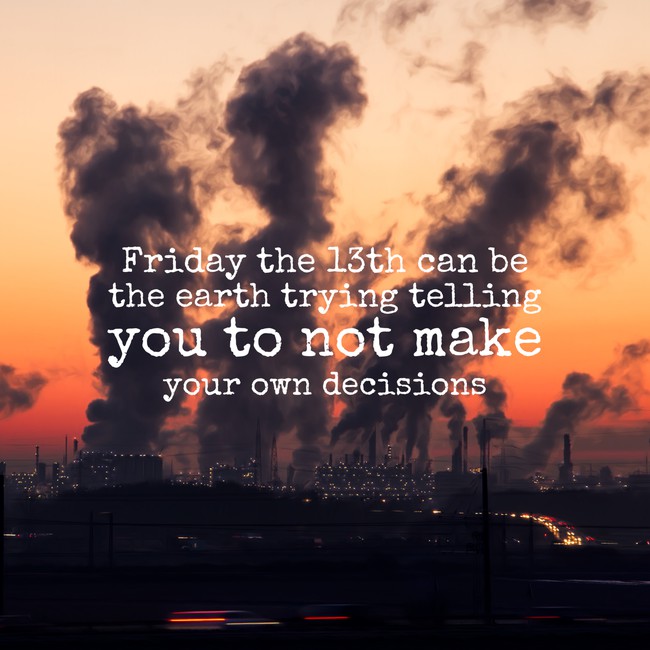 Friday the 13th can be
the earth trying telling
you to not make
your own decisions